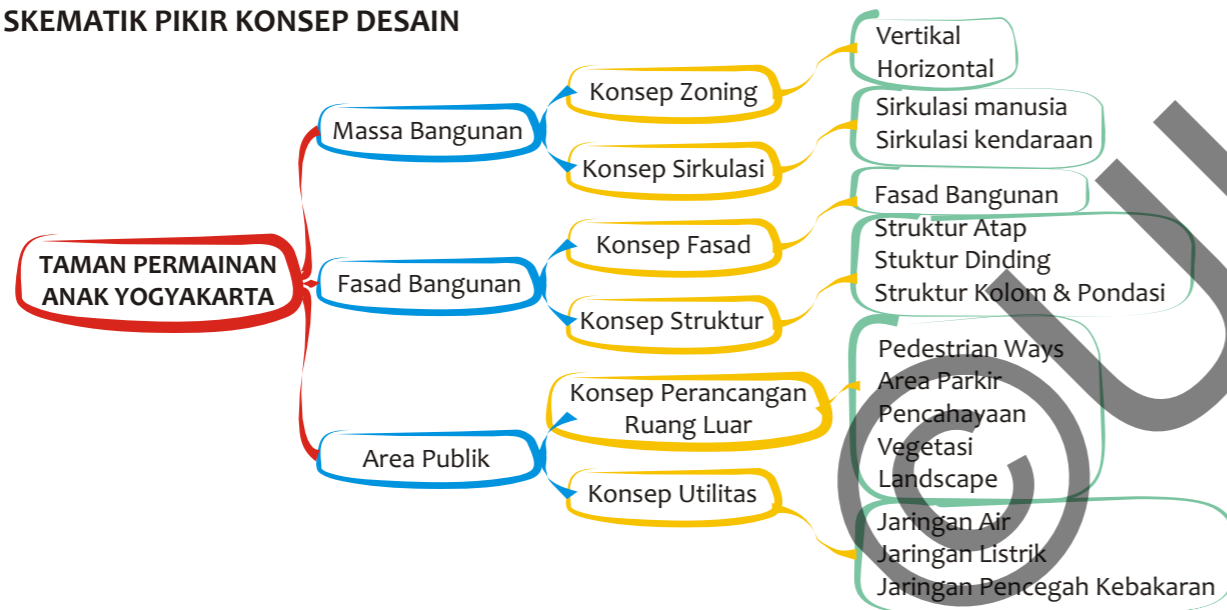 SKEMATIK PIKIR KONSEP DESAIN
TAMAN PERMAINAN
ANAK YOGYAKARTA
Massa Bangunan
Konsep Zoning
Vertikal
Horizontal
Konsep Sirkulasi
Sirkulasi manusia
Sirkulasi kendaraan
Fasad Bangunan
Konsep Fasad
Fasad Bangunan
Konsep Struktur
Struktur Atap
Stuktur Dinding
Struktur Kolom & Pondasi
Area Publik
Konsep Perancangan
Ruang Luar
Pedestrian Ways
Area Parkir
Pencahayaan
Vegetasi
Landscape
Konsep Utilitas
Jaringan Air
Jaringan Listrik
Jaringan Pencegah Kebakaran